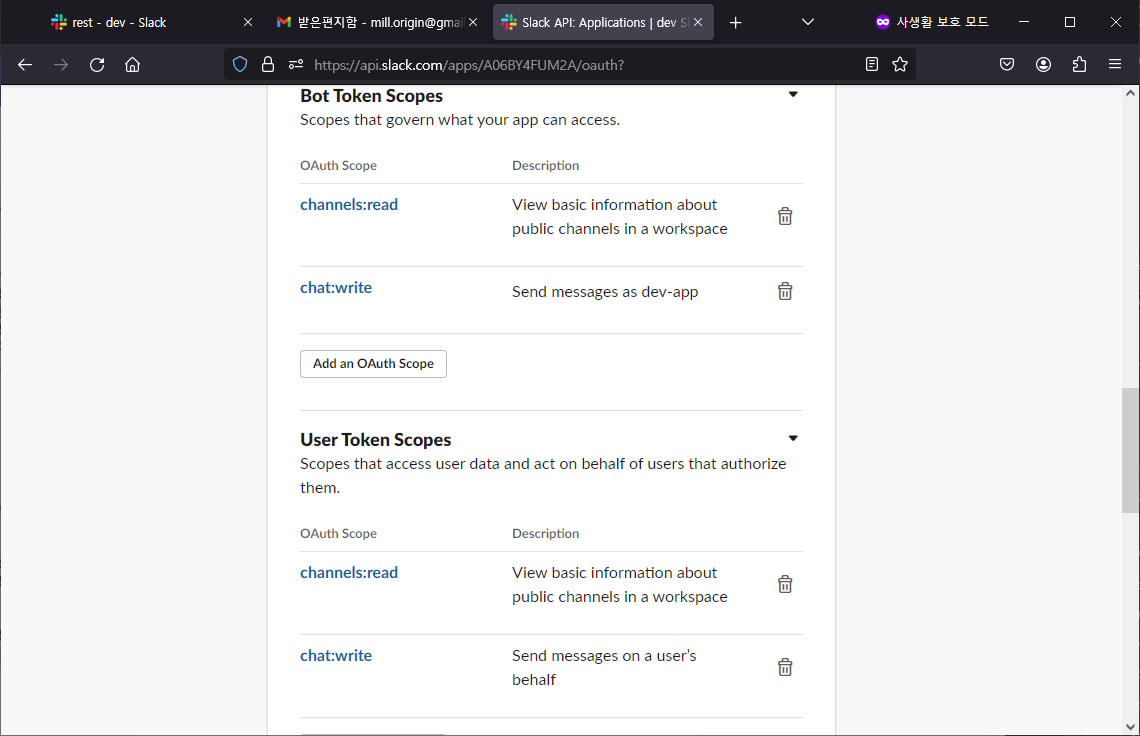 rest - dev - Slack
받은편지함 - mill.origin@gmai
Slack API: Applications | dev Sl
사생활 보호 모드
https://api.slack.com/apps/A06BY4FUM2A/oauth?
Bot Token Scopes
Scopes that govern what your app can access.
OAuth Scope Description
channels:read View basic information about
public channels in a workspace
chat:write Send messages as dev-app
Add an OAuth Scope
User Token Scopes
Scopes that access user data and act on behalf of users that authorize
them.
OAuth Scope Description
channels:read View basic information about
public channels in a workspace
chat:write Send messages on a user’s
behalf